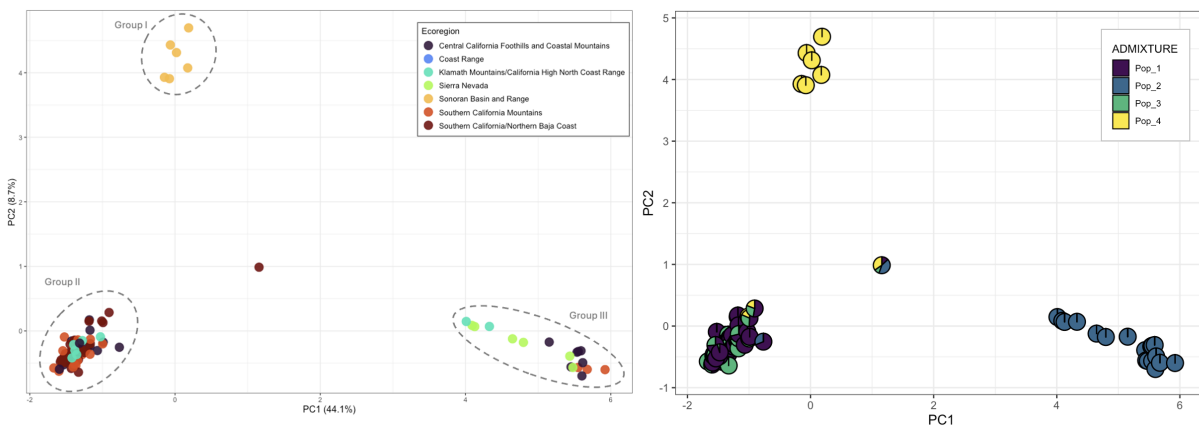 Group I
Ecoregion
Central California Foothills and Coastal Mountains
Coast Range
Klamath Mountains/California High North Coast Range
Sierra Nevada
Sonoran Basin and Range
Southern California Mountains
Southern California/Northern Baja Coast
4
3
2
1
0
PC2 (8.7%)
Group II
Group III
-2
0
2
4
6
PC1 (44.1%)
5
4
3
2
1
0
-1
PC2
ADMIXTURE
Pop_1
Pop_2
Pop_3
Pop_4
-2
0
2
4
6
PC1